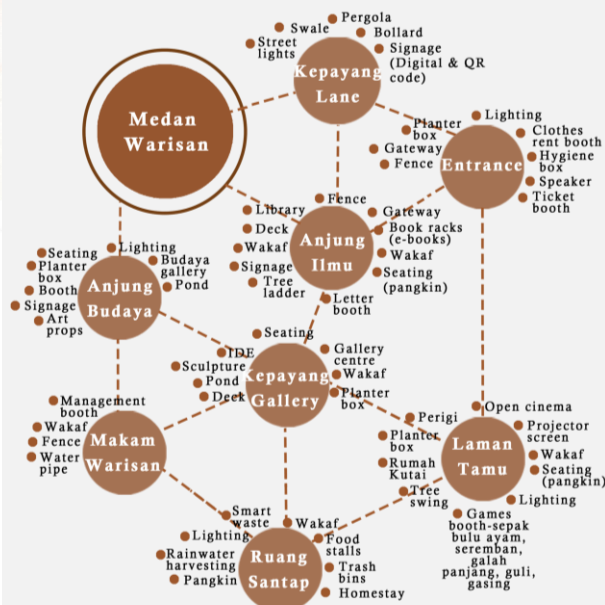 Pergola
Swale
Bollard
Street
lights
Signage
(Digital & QR
code)
Kepayang
Lane
Medan
Warisan
Planter
box
Gateway
Fence
Lighting
Clothes
rent booth
Hygiene
box
Speaker
Ticket
booth
Entrance
Fence
Library
Deck
Wakaf
Signage
Tree
ladder
Gateway
Book racks
(e-books)
Wakaf
Seating
(pangkin)
Letter
booth
Anjung
Ilmu
Lighting
Seating
Planter
box
Booth
Signage
Art
props
Budaya
gallery
Pond
Anjung
Budaya
Seating
IDE
Sculpture
Pond
Deck
Gallery
centre
Wakaf
Planter
box
Kepayang
Gallery
Management
booth
Wakaf
Fence
Water
pipe
Makam
Warisan
Perigi
Planter
box
Rumah
Kutai
Tree
swing
Open cinema
Projector
screen
Wakaf
Seating
(pangkin)
Lighting
Games
booth-sepak
bulu ayam,
seremban,
galah
panjang, guli,
gasing
Laman
Tamu
Smart
waste
Lighting
Rainwater
harvesting
Pangkin
Wakaf
Food
stalls
Trash
bins
Homestay
Ruang
Santap